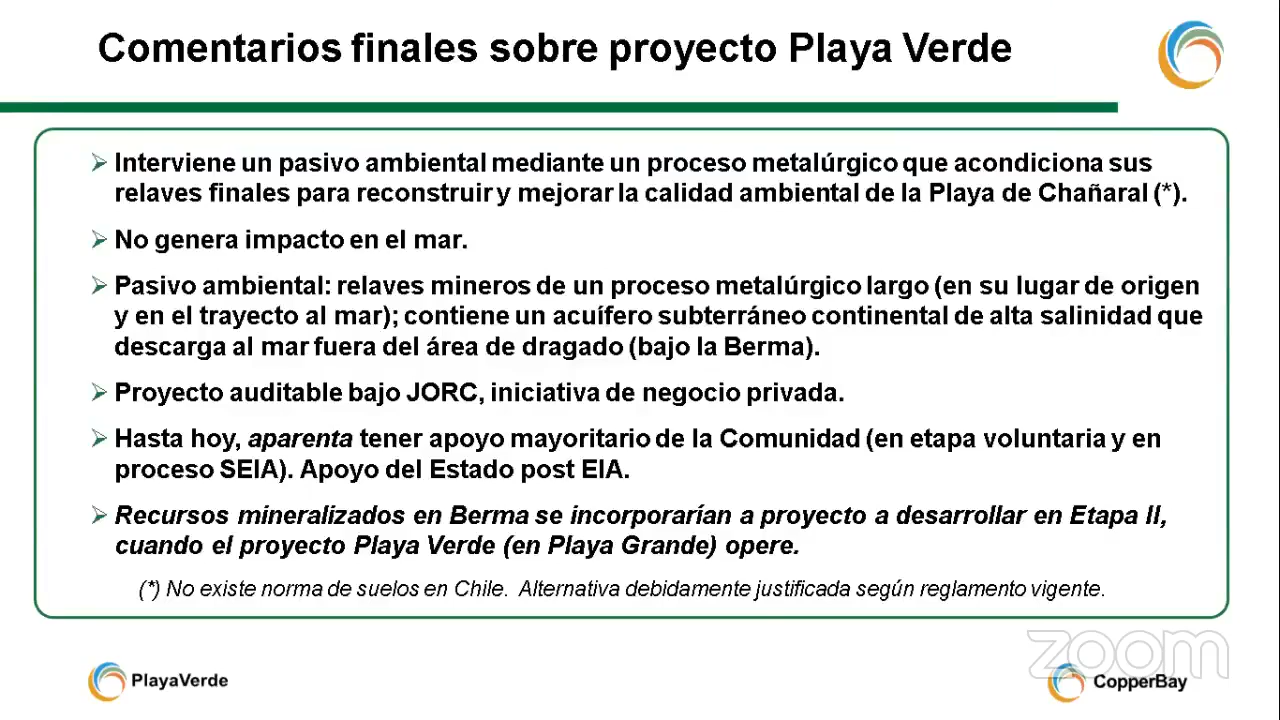 Comentarios finales sobre proyecto Playa Verde
➢ Interviene un pasivo ambiental mediante un proceso metalúrgico que acondiciona sus
relaves finales para reconstruir y mejorar la calidad ambiental de la Playa de Chañaral (*).
➢ No genera impacto en el mar.
➢ Pasivo ambiental: relaves mineros de un proceso metalúrgico largo (en su lugar de origen
y en el trayecto al mar); contiene un acuífero subterráneo continental de alta salinidad que
descarga al mar fuera del área de dragado (bajo la Berma).
➢ Proyecto auditable bajo JORC, iniciativa de negocio privada.
➢ Hasta hoy, aparenta tener apoyo mayoritario de la Comunidad (en etapa voluntaria y en
proceso SEIA). Apoyo del Estado post EIA.
➢ Recursos mineralizados en Berma se incorporarían a proyecto a desarrollar en Etapa II,
cuando el proyecto Playa Verde (en Playa Grande) opere.
(*) No existe norma de suelos en Chile. Alternativa debidamente justificada según reglamento vigente.
zoom
PlayaVerde
CopperBay